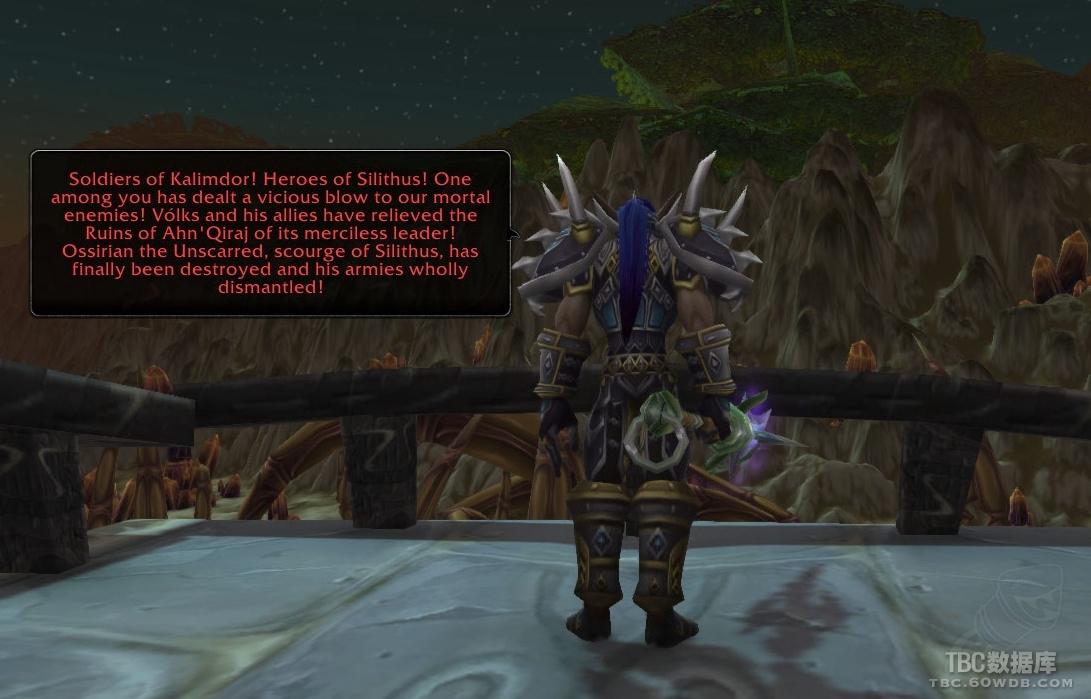 Soldiers of Kalimdor! Heroes of Silithus! One
among you has dealt a vicious blow to our mortal
enemies! Vólks and his allies have relieved the
Ruins of Ahn'Qiraj of its merciless leader!
Ossirian the Unscarred, scourge of Silithus, has
finally been destroyed and his armies wholly
dismantled!
TBC数据库
TBC.60WDB.COM